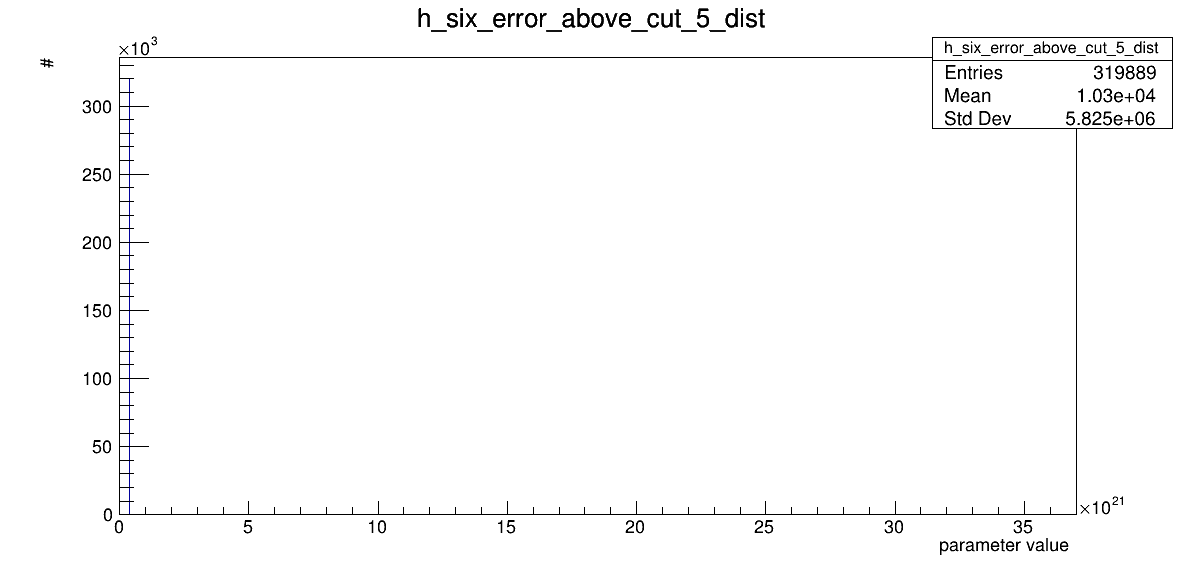 h_six_error_above_cut_5_dist
×10³
#
h_six_error_above_cut_5_dist
Entries 319889
Mean 1.03e+04
Std Dev 5.825e+06
300
250
200
150
100
50
0
0 5 10 15 20 25 30 35
×10²¹
parameter value